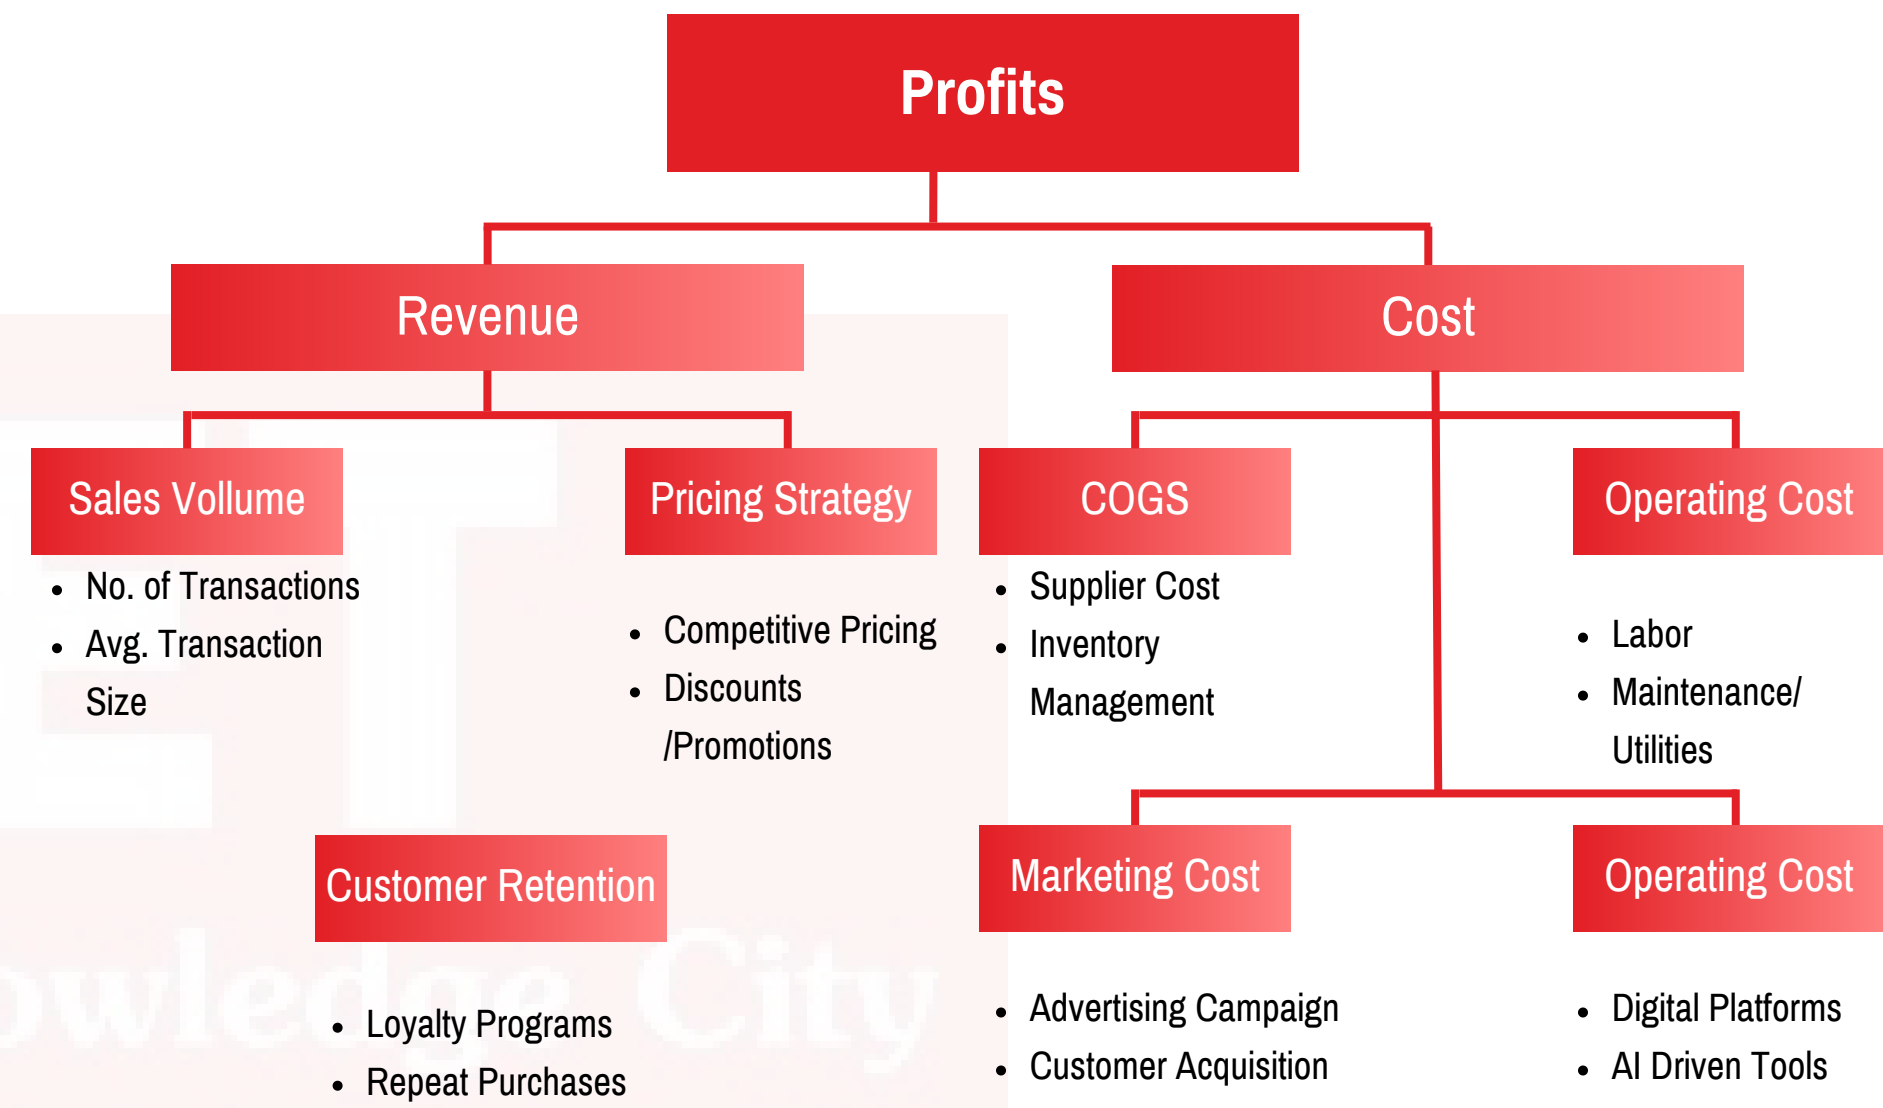 Profits
Revenue
Cost
Sales Vollume
Pricing Strategy
COGS
Operating Cost
No. of Transactions
Avg. Transaction
Size
Competitive Pricing
Discounts
/Promotions
Supplier Cost
Inventory
Management
Labor
Maintenance/
Utilities
Customer Retention
Marketing Cost
Operating Cost
Loyalty Programs
Repeat Purchases
Advertising Campaign
Customer Acquisition
Digital Platforms
AI Driven Tools
owledge City